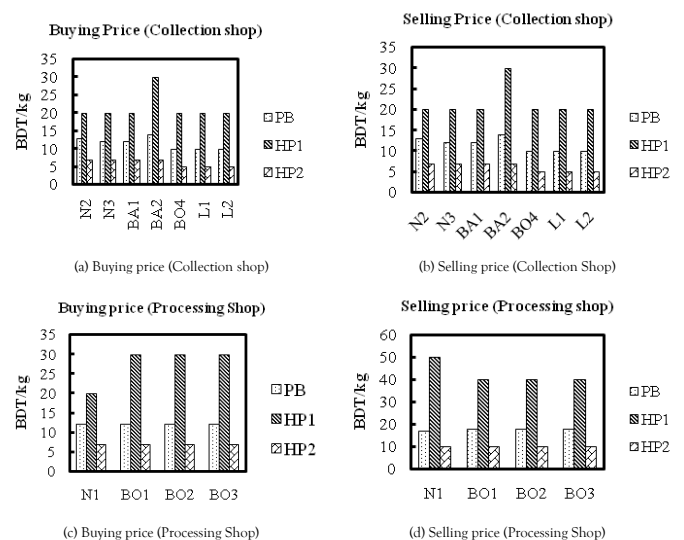 Buying Price (Collection shop)
BDT/kg
35
30
25
20
15
10
5
0
N2 N3 BA1 BA2 BO4 L1 L2
PB
HP1
HP2
(a) Buying price (Collection shop)
Selling Price (Collection shop)
BDT/kg
35
30
25
20
15
10
5
0
N2 N3 BA1 BA2 BO4 L1 L2
PB
HP1
HP2
(b) Selling price (Collection Shop)
Buying price (Processing Shop)
BDT/kg
35
30
25
20
15
10
5
0
N1 BO1 BO2 BO3
PB
HP1
HP2
(c) Buying price (Processing Shop)
Selling price (Processing shop)
BDT/kg
60
50
40
30
20
10
0
N1 BO1 BO2 BO3
PB
HP1
HP2
(d) Selling price (Processing Shop)